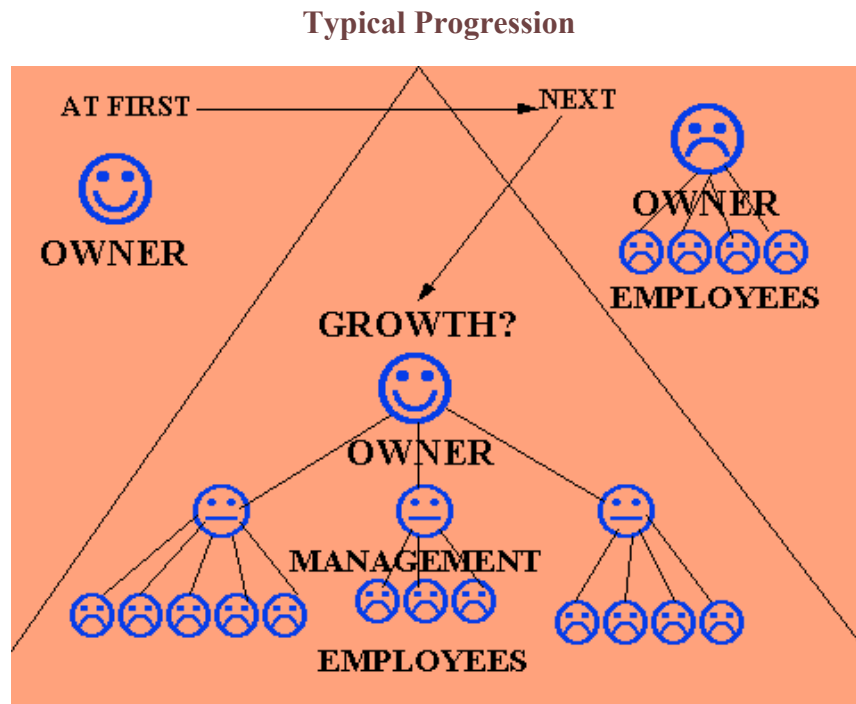 Typical Progression
AT FIRST
NEXT
OWNER
OWNER
EMPLOYEES
GROWTH?
OWNER
MANAGEMENT
EMPLOYEES